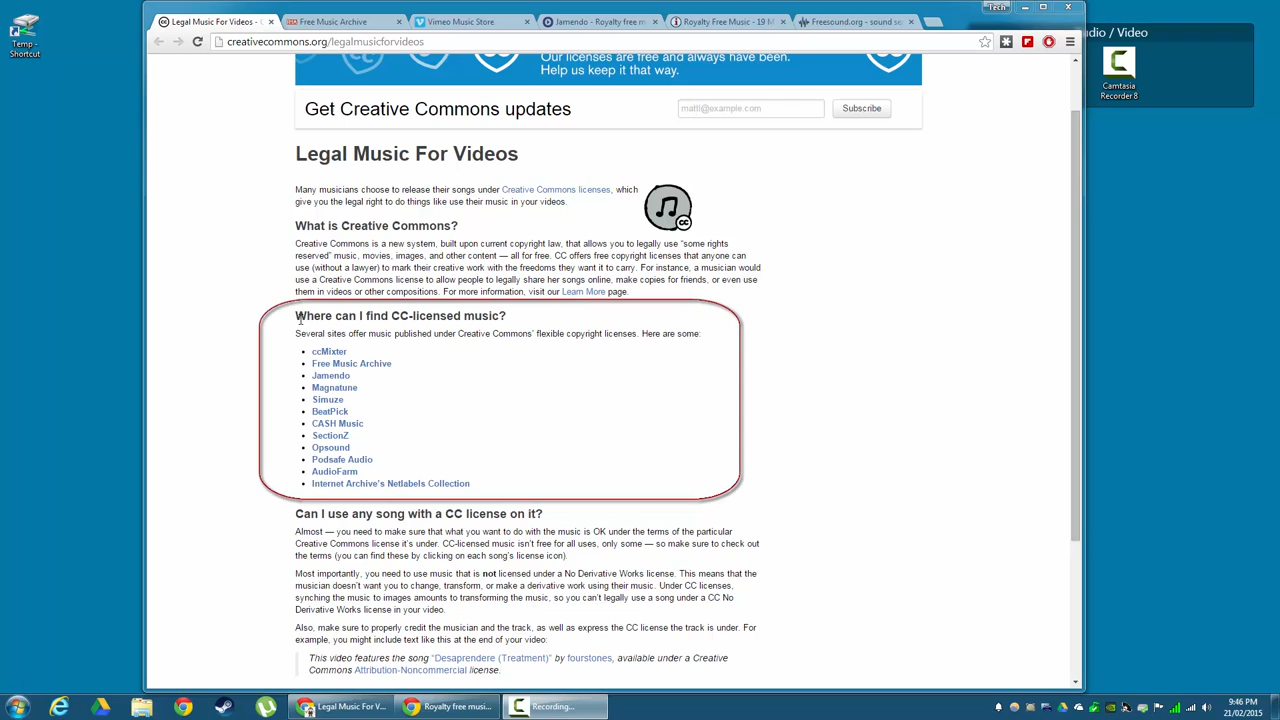 Temp -
Shortcut
Tech
Legal Music For Videos - C
Free Music Archive
Vimeo Music Store
Jamendo - Royalty free m
Royalty Free Music - 19 M
Freesound.org - sound se
creativecommons.org/legalmusicforvideos
Our licenses are free and always have been.
Help us keep it that way.
Get Creative Commons updates
mattl@example.com
Subscribe
Legal Music For Videos
Many musicians choose to release their songs under Creative Commons licenses, which
give you the legal right to do things like use their music in your videos.
cc
What is Creative Commons?
Creative Commons is a new system, built upon current copyright law, that allows you to legally use “some rights
reserved” music, movies, images, and other content — all for free. CC offers free copyright licenses that anyone can
use (without a lawyer) to mark their creative work with the freedoms they want it to carry. For instance, a musician would
use a Creative Commons license to allow people to legally share her songs online, make copies for friends, or even use
them in videos or other compositions. For more information, visit our Learn More page.
Where can I find CC-licensed music?
Several sites offer music published under Creative Commons’ flexible copyright licenses. Here are some:
ccMixter
Free Music Archive
Jamendo
Magnatune
Simuze
BeatPick
CASH Music
SectionZ
Opsound
Podsafe Audio
AudioFarm
Internet Archive’s Netlabels Collection
Can I use any song with a CC license on it?
Almost — you need to make sure that what you want to do with the music is OK under the terms of the particular
Creative Commons license it’s under. CC-licensed music isn’t free for all uses, only some — so make sure to check out
the terms (you can find these by clicking on each song’s license icon).
Most importantly, you need to use music that is not licensed under a No Derivative Works license. This means that the
musician doesn’t want you to change, transform, or make a derivative work using their music. Under CC licenses,
synching the music to images amounts to transforming the music, so you can’t legally use a song under a CC No
Derivative Works license in your video.
Also, make sure to properly credit the musician and the track, as well as express the CC license the track is under. For
example, you might include text like this at the end of your video:
This video features the song “Desaprendere (Treatment)” by fourstones, available under a Creative
Commons Attribution-Noncommercial license.
dio / Video
Camtasia
Recorder 8
Legal Music For V...
Royalty free musi...
Recording...
9:46 PM
21/02/2015